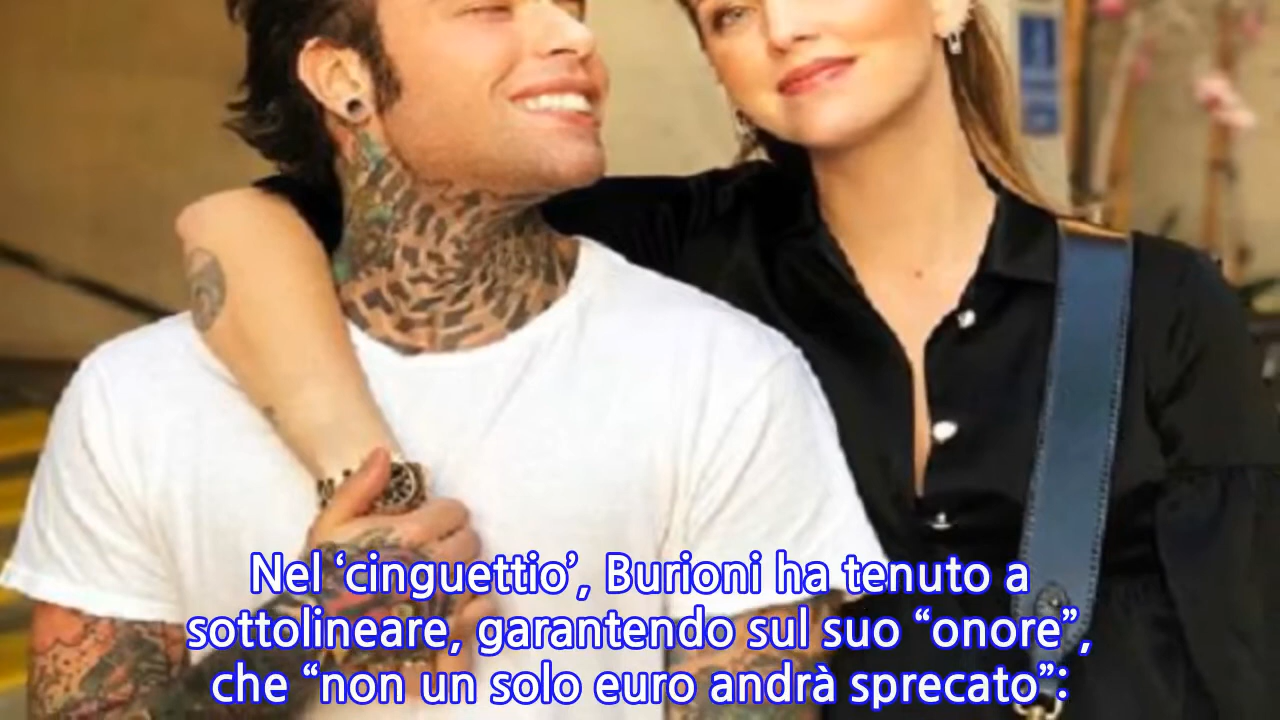 Nel ‘cinguettio’, Burioni ha tenuto a
sottolineare, garantendo sul suo “onore”,
che “non un solo euro andrà sprecato”: